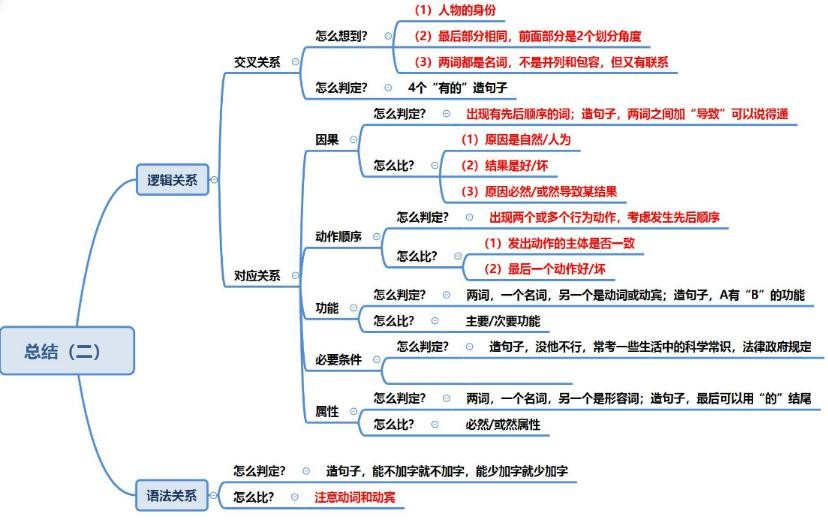 总结（二）
逻辑关系
交叉关系
怎么想到？
（1）人物的身份
（2）最后部分相同，前面部分是2个划分角度
（3）两词都是名词，不是并列和包容，但又有联系
怎么判定？ 4个“有的”造句子
对应关系
因果
怎么判定？ 出现有先后顺序的词；造句子，两词之间加“导致”可以说得通
怎么比？
（1）原因是自然/人为
（2）结果是好/坏
（3）原因必然/或然导致某结果
动作顺序
怎么判定？ 出现两个或多个行为动作，考虑发生先后顺序
怎么比？
（1）发出动作的主体是否一致
（2）最后一个动作好/坏
功能
怎么判定？ 两词，一个名词，另一个是动词或动宾；造句子，A有“B”的功能
怎么比？ 主要/次要功能
必要条件
怎么判定？ 造句子，没他不行，常考一些生活中的科学常识，法律政府规定
属性
怎么判定？ 两词，一个名词，另一个是形容词；造句子，最后可以用“的”结尾
怎么比？ 必然/或然属性
语法关系
怎么判定？ 造句子，能不加字就不加字，能少加字就少加字
怎么比？ 注意动词和动宾